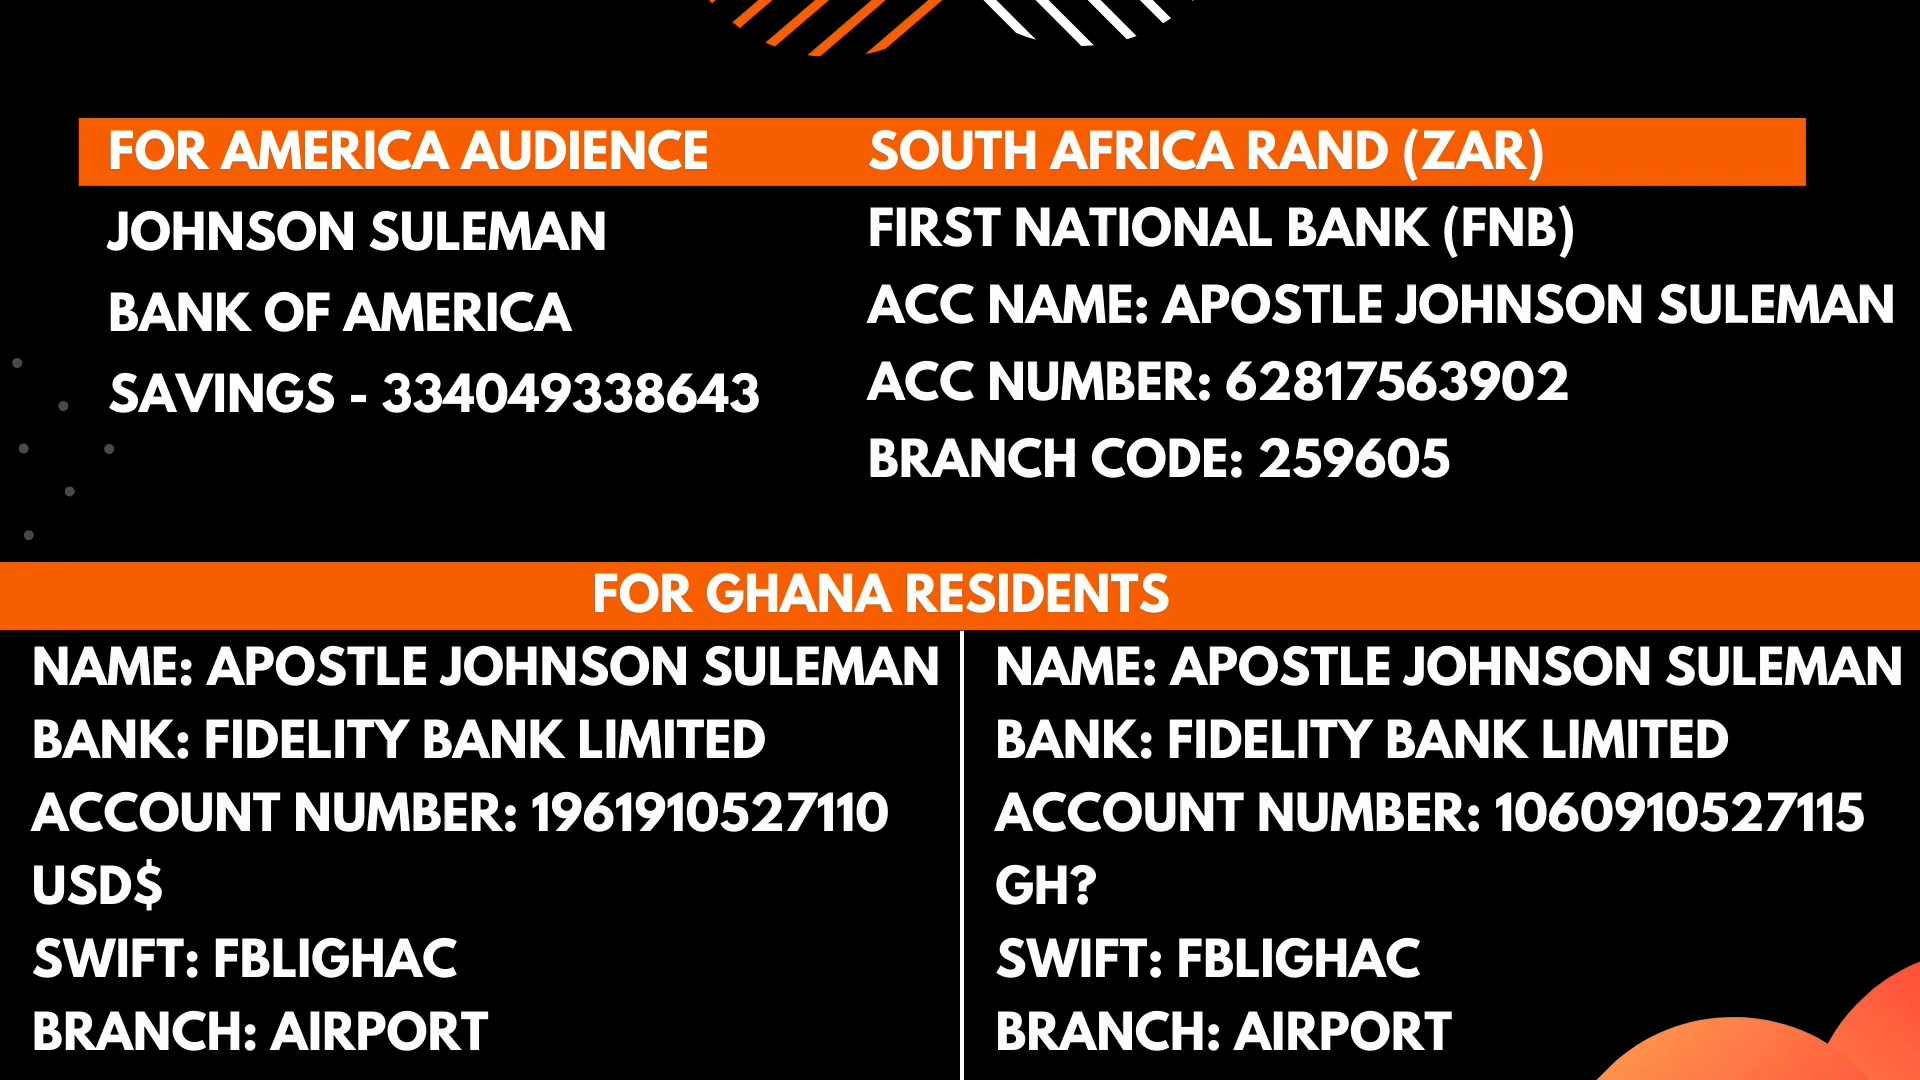 FOR AMERICA AUDIENCE
JOHNSON SULEMAN
BANK OF AMERICA
SAVINGS - 334049338643
SOUTH AFRICA RAND (ZAR)
FIRST NATIONAL BANK (FNB)
ACC NAME: APOSTLE JOHNSON SULEMAN
ACC NUMBER: 62817563902
BRANCH CODE: 259605
FOR GHANA RESIDENTS
NAME: APOSTLE JOHNSON SULEMAN
BANK: FIDELITY BANK LIMITED
ACCOUNT NUMBER: 1961910527110
USD$
SWIFT: FBLIGHAC
BRANCH: AIRPORT
NAME: APOSTLE JOHNSON SULEMAN
BANK: FIDELITY BANK LIMITED
ACCOUNT NUMBER: 1060910527115
GH?
SWIFT: FBLIGHAC
BRANCH: AIRPORT